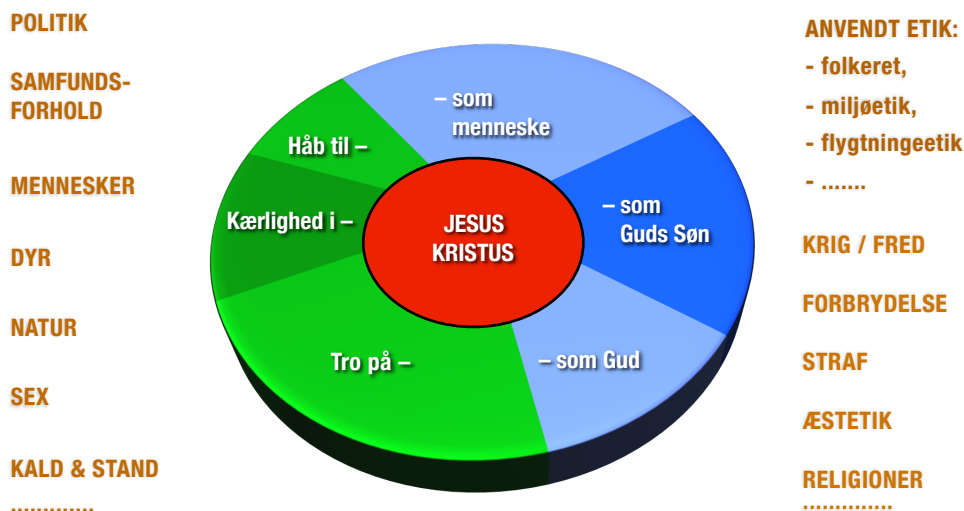 POLITIK
SAMFUNDS-
FORHOLD
MENNESKER
DYR
NATUR
SEX
KALD & STAND
.............
– som
menneske
Håb til –
Kærlighed i –
JESUS
KRISTUS
– som
Guds Søn
Tro på –
– som Gud
ANVENDT ETIK:
- folkeret,
- miljøetik,
- flygtningeetik
- .......
KRIG / FRED
FORBRYDELSE
STRAF
ÆSTETIK
RELIGIONER
..............